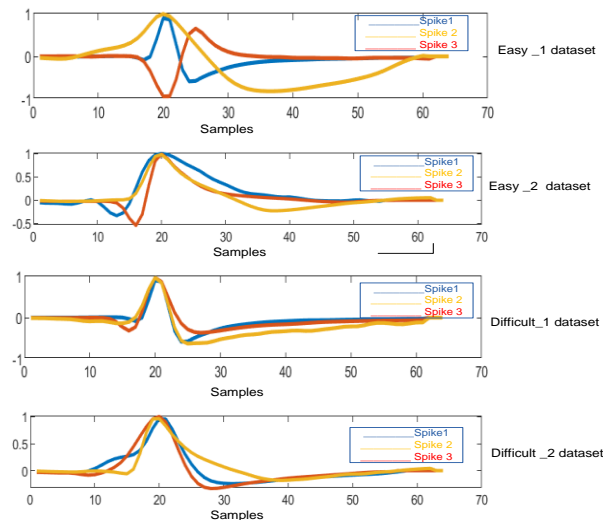 1
Spike1
Spike 2
Spike 3
Easy _1 dataset
0
-1
0 10 20 30 40 50 60 70
Samples
1
Spike1
Spike 2
Spike 3
0.5
Easy _2 dataset
0
-0.5
0 10 20 30 40 50 60 70
Samples
1
Spike1
Spike 2
Spike 3
0
Difficult_1 dataset
-1
0 10 20 30 40 50 60 70
Samples
1
Spike1
Spike 2
Spike 3
0.5
Difficult _2 dataset
0
0 10 20 30 40 50 60 70
Samples